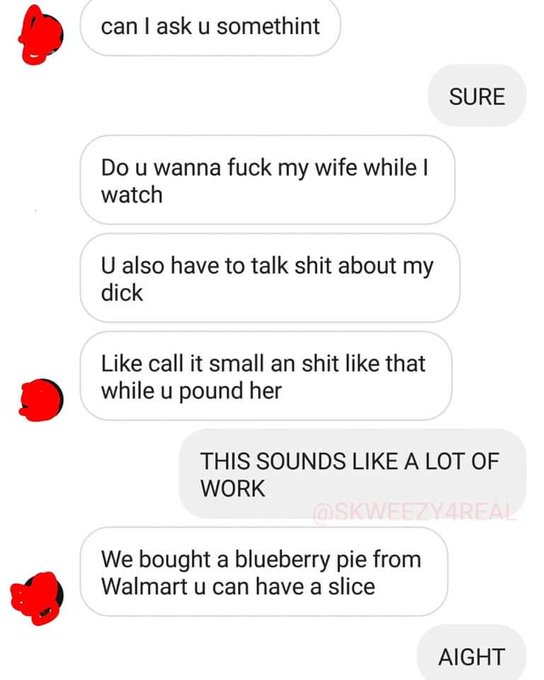 can I ask u somethint
SURE
Do u wanna fuck my wife while I
watch
U also have to talk shit about my
dick
Like call it small an shit like that
while u pound her
THIS SOUNDS LIKE A LOT OF
WORK
@SKWEEZY4REAL
We bought a blueberry pie from
Walmart u can have a slice
AIGHT